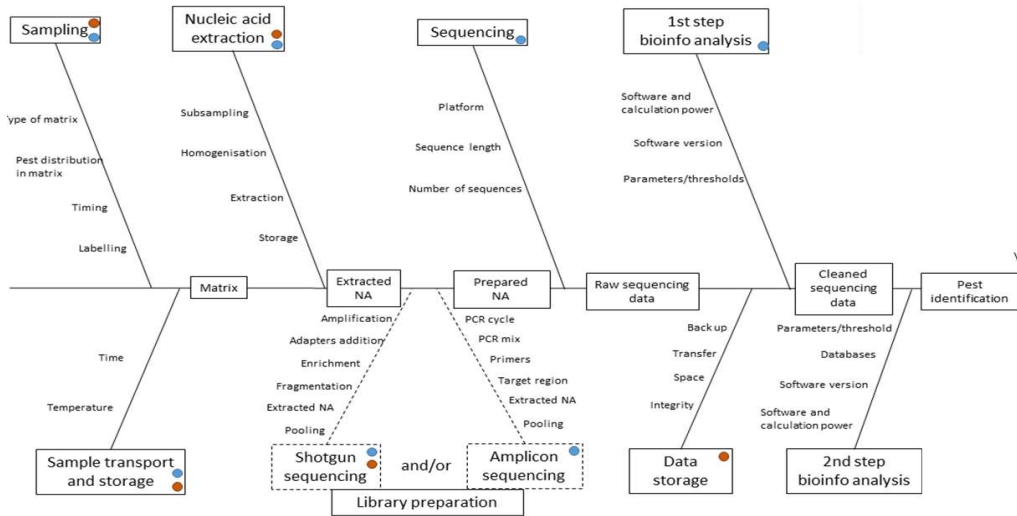 Sampling
Nucleic acid
extraction
Sequencing
1st step
bioinfo analysis
Type of matrix
Pest distribution
in matrix
Timing
Labelling
Subsampling
Homogenisation
Extraction
Storage
Platform
Sequence length
Number of sequences
Software and
calculation power
Software version
Parameters/thresholds
Matrix
Extracted
NA
Prepared
NA
Raw sequencing
data
Cleaned
sequencing
data
Pest
identification
Time
Temperature
Sample transport
and storage
Amplification
Adapters addition
Enrichment
Fragmentation
Extracted NA
Pooling
Shotgun
sequencing
and/or
PCR cycle
PCR mix
Primers
Target region
Extracted NA
Pooling
Amplicon
sequencing
Library preparation
Back up
Transfer
Space
Integrity
Data
storage
Parameters/threshold
Databases
Software version
Software and
calculation power
2nd step
bioinfo analysis